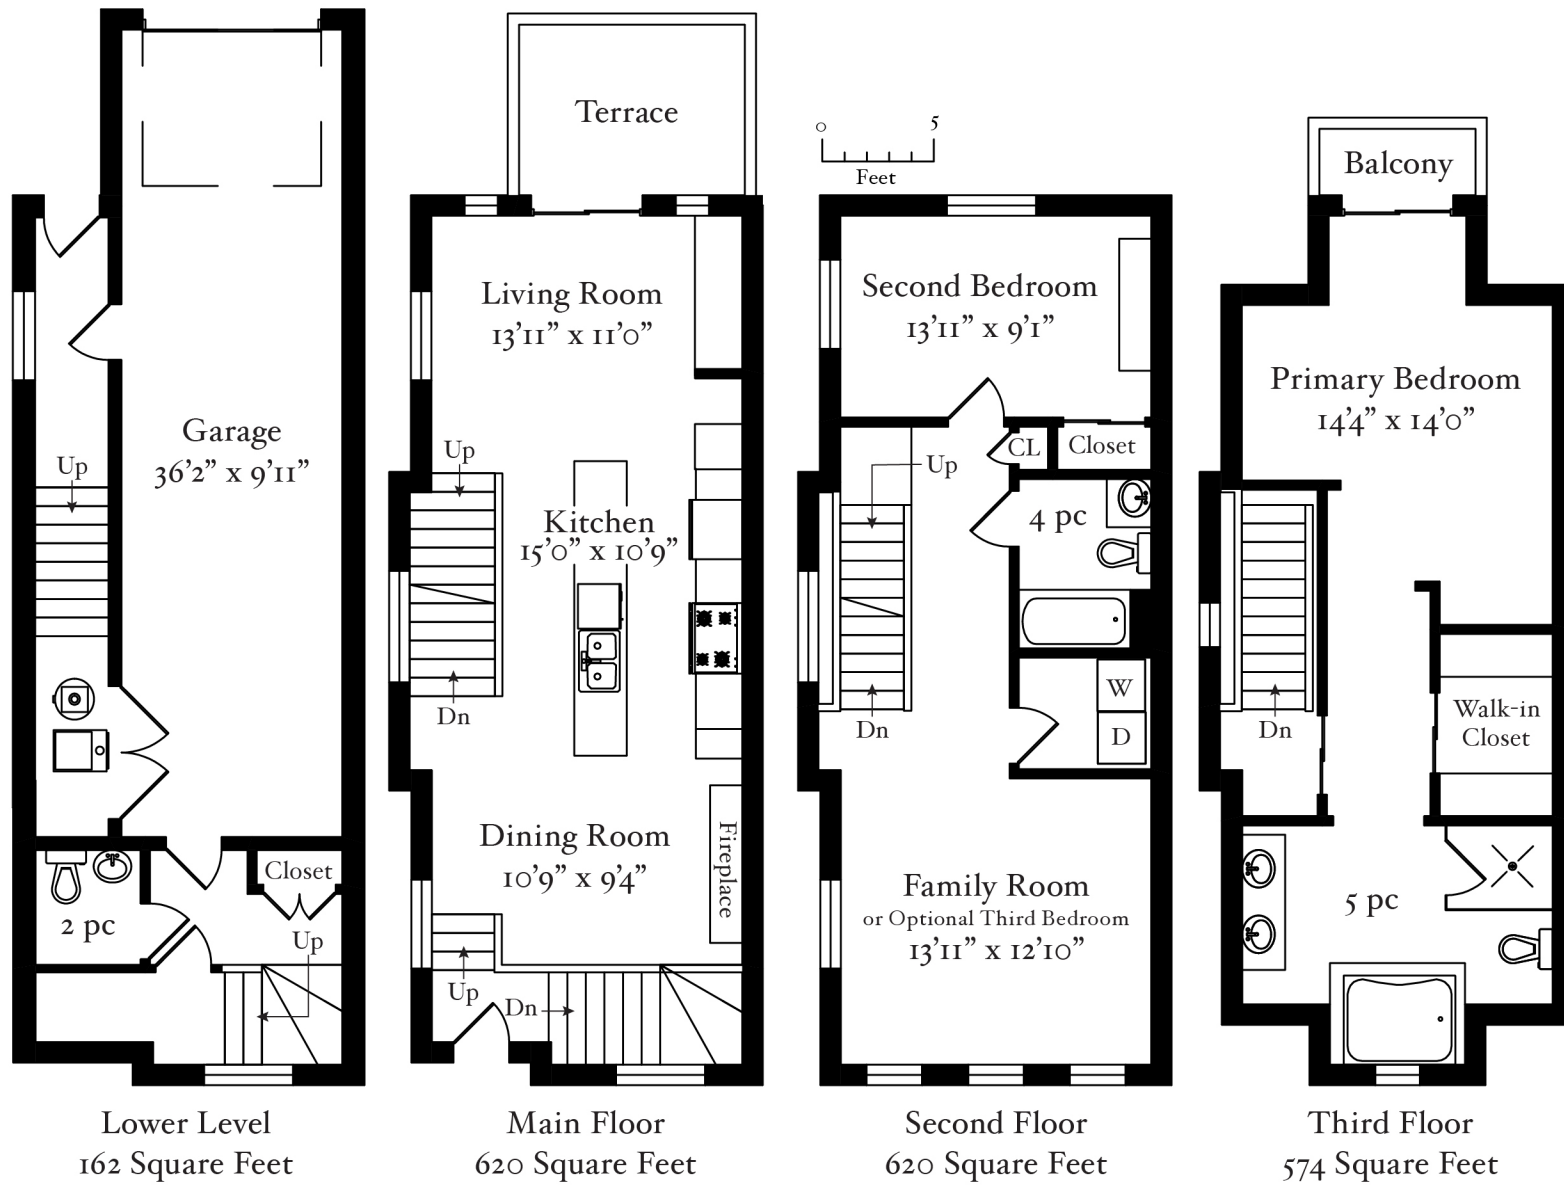 Garage
36'2" x 9'11"
Up
Closet
2 pc
Up
Lower Level
162 Square Feet
Terrace
Living Room
13'11" x 11'0"
Up
Kitchen
15'0" x 10'9"
Dn
Dining Room
10'9" x 9'4"
Fireplace
Up
Dn
Main Floor
620 Square Feet
0 5
Feet
Second Bedroom
13'11" x 9'1"
CL
Closet
Up
4 pc
W
D
Dn
Family Room
or Optional Third Bedroom
13'11" x 12'10"
Second Floor
620 Square Feet
Balcony
Primary Bedroom
14'4" x 14'0"
Dn
Walk-in
Closet
5 pc
Third Floor
574 Square Feet